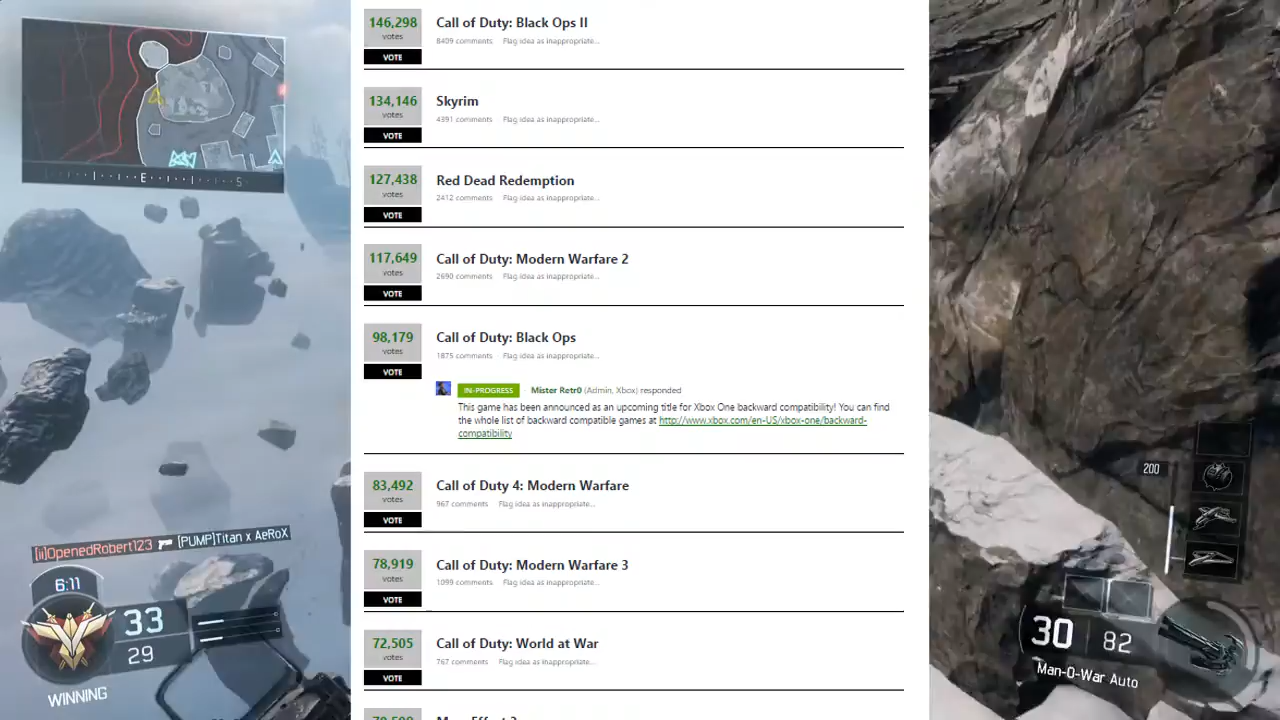 E
S
[ii]OpenedRobert123 [PUMP]Titan x AeRoX
6:11
33
29
WINNING
146,298
votes
VOTE
Call of Duty: Black Ops II
8409 comments Flag idea as inappropriate...
134,146
votes
VOTE
Skyrim
4391 comments Flag idea as inappropriate...
127,438
votes
VOTE
Red Dead Redemption
2412 comments Flag idea as inappropriate...
117,649
votes
VOTE
Call of Duty: Modern Warfare 2
2690 comments Flag idea as inappropriate...
98,179
votes
VOTE
Call of Duty: Black Ops
1875 comments · Flag idea as inappropriate...
IN-PROGRESS Mister Retr0 (Admin, Xbox) responded
This game has been announced as an upcoming title for Xbox One backward compatibility! You can find
the whole list of backward compatible games at http://www.xbox.com/en-US/xbox-one/backward-
compatibility
83,492
votes
VOTE
Call of Duty 4: Modern Warfare
967 comments Flag idea as inappropriate...
78,919
votes
VOTE
Call of Duty: Modern Warfare 3
1099 comments Flag idea as inappropriate...
72,505
votes
VOTE
Call of Duty: World at War
767 comments Flag idea as inappropriate...
200
30 82
Man-O-War Auto